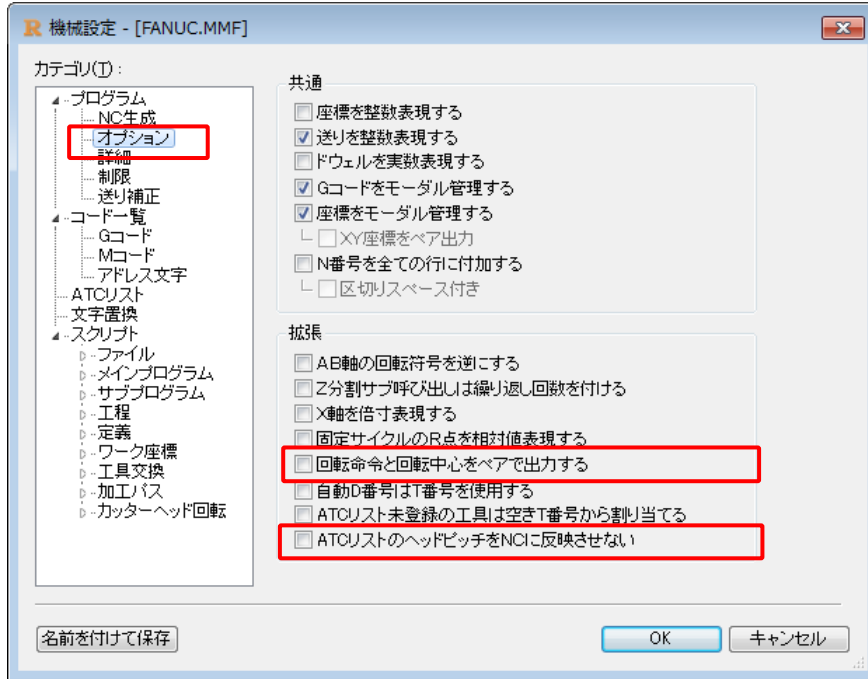 R 機械設定 - [FANUC.MMF]
カテゴリ(T):
プログラム
NC生成
オプション
詳細
制限
送り補正
コード一覧
Gコード
Mコード
アドレス文字
ATCリスト
文字置換
スクリプト
ファイル
メインプログラム
サブプログラム
工程
定義
ワーク座標
工具交換
加工パス
カッターヘッド回転
共通
座標を整数表現する
送りを整数表現する
ドウェルを実数表現する
Gコードをモーダル管理する
座標をモーダル管理する
XY座標をペア出力
N番号を全ての行に付加する
区切りスペース付き
拡張
AB軸の回転符号を逆にする
Z分割サブ呼び出しは繰り返し回数を付ける
X軸を倍寸表現する
固定サイクルのR点を相対値表現する
回転命令と回転中心をペアで出力する
自動D番号はT番号を使用する
ATCリスト未登録の工具は空きT番号から割り当てる
ATCリストのヘッドピッチをNCに反映させない
名前を付けて保存
OK
キャンセル